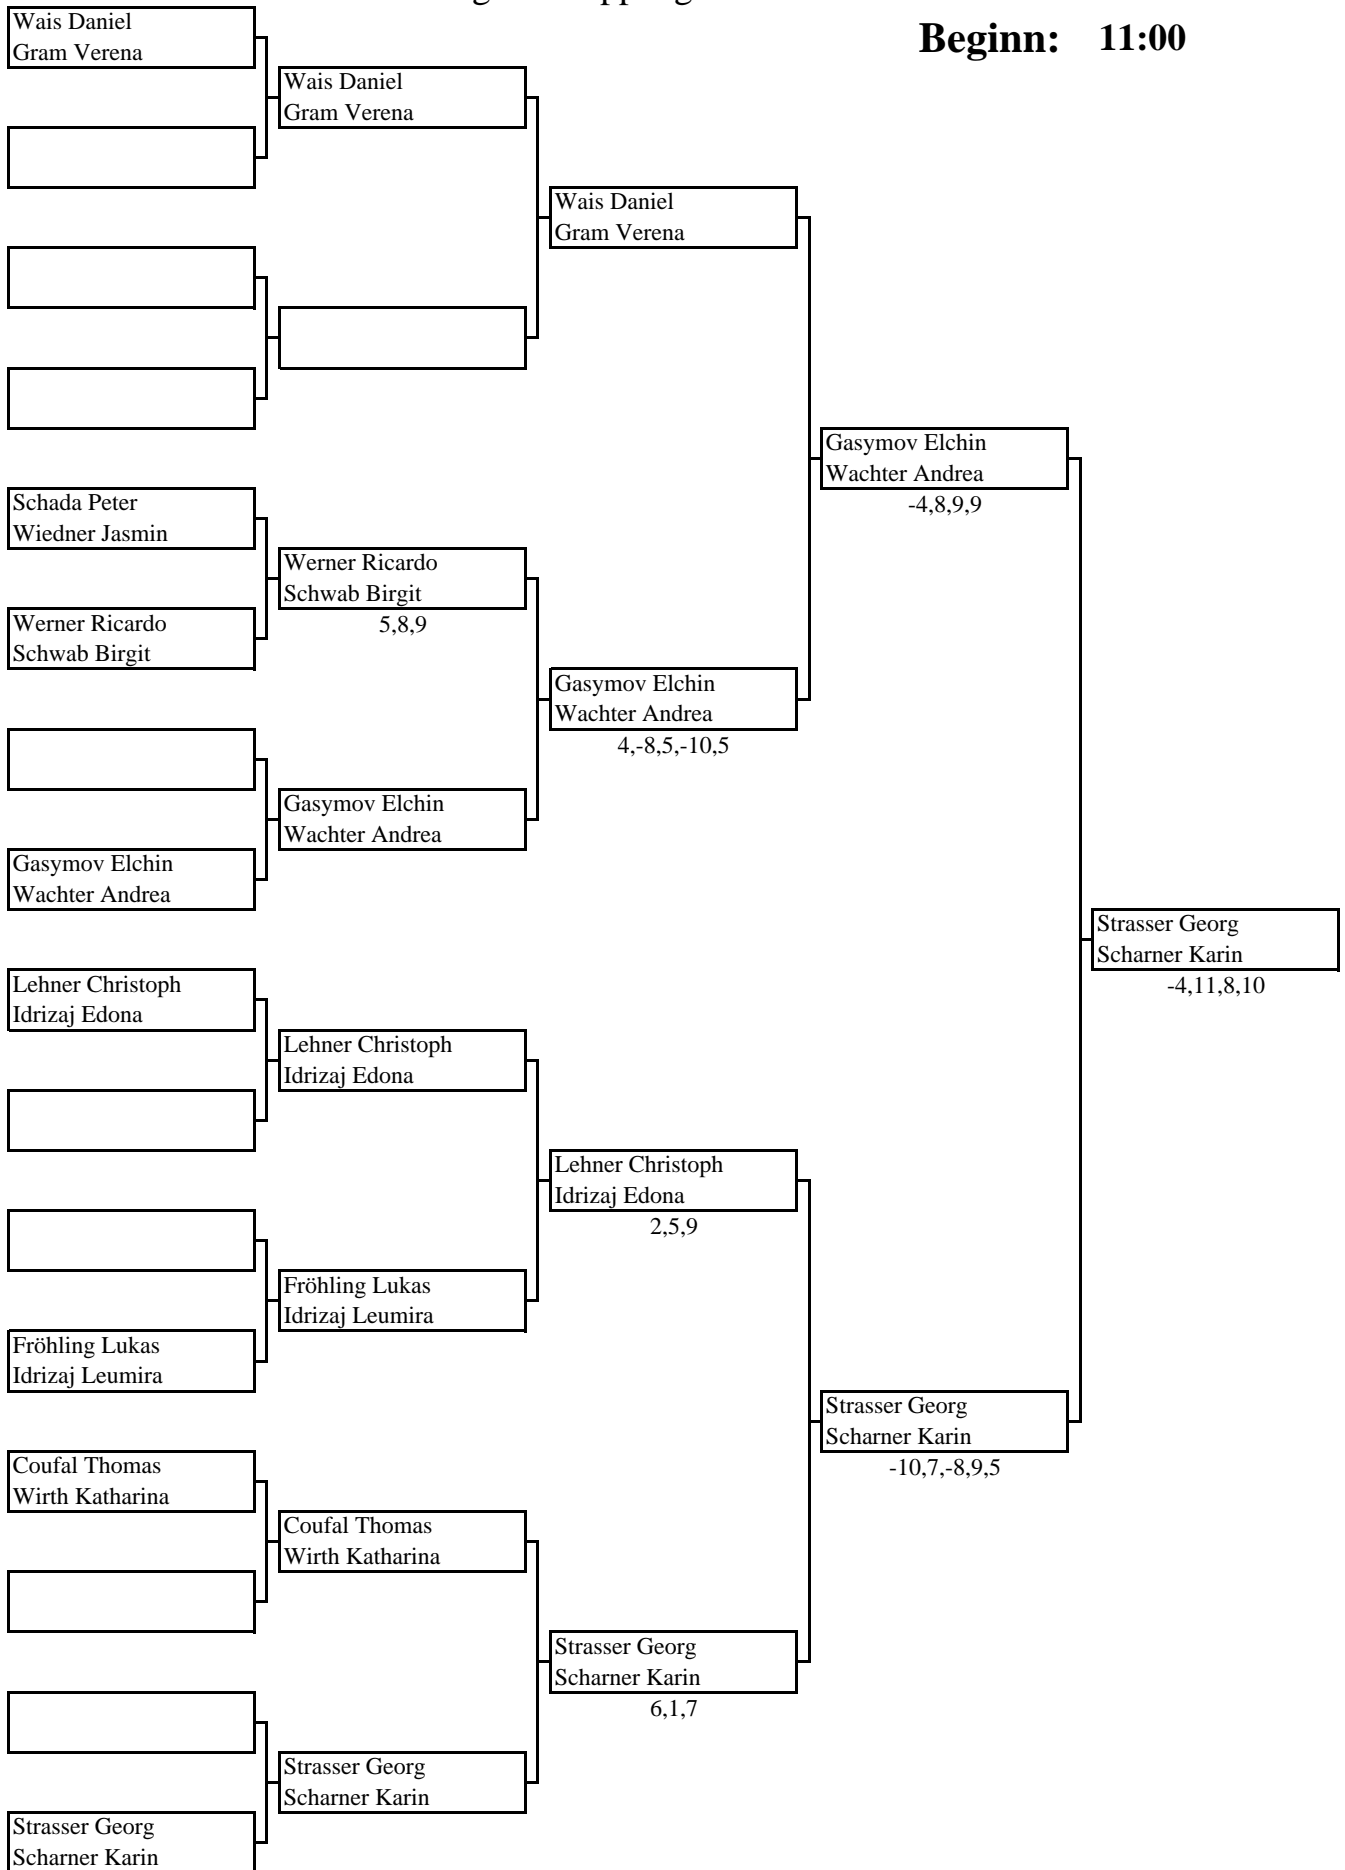 Beginn: 11:00
Wais Daniel
Gram Verena
Wais Daniel
Gram Verena
Wais Daniel
Gram Verena
Gasymov Elchin
Wachter Andrea
-4,8,9,9
Schada Peter
Wiedner Jasmin
Werner Ricardo
Schwab Birgit
5,8,9
Werner Ricardo
Schwab Birgit
Gasymov Elchin
Wachter Andrea
4,-8,5,-10,5
Gasymov Elchin
Wachter Andrea
Gasymov Elchin
Wachter Andrea
Strasser Georg
Scharner Karin
-4,11,8,10
Lehner Christoph
Idrizaj Edona
Lehner Christoph
Idrizaj Edona
Lehner Christoph
Idrizaj Edona
2,5,9
Fröhling Lukas
Idrizaj Leumira
Fröhling Lukas
Idrizaj Leumira
Strasser Georg
Scharner Karin
-10,7,-8,9,5
Coufal Thomas
Wirth Katharina
Coufal Thomas
Wirth Katharina
Strasser Georg
Scharner Karin
6,1,7
Strasser Georg
Scharner Karin
Strasser Georg
Scharner Karin